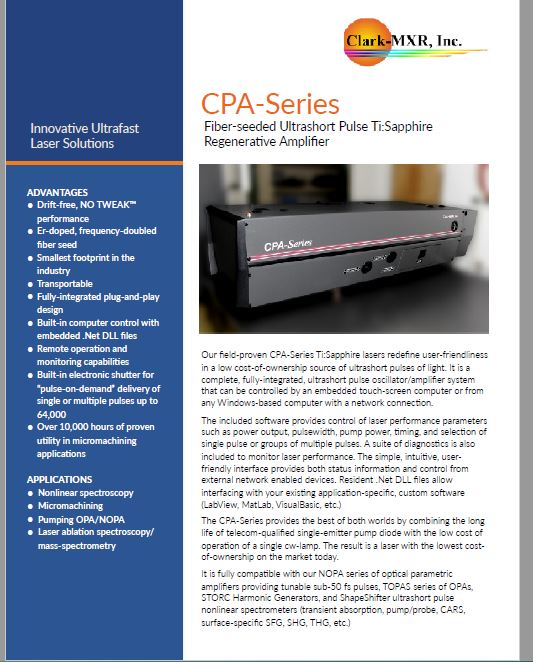 Clark-MXR, Inc.
Innovative Ultrafast
Laser Solutions
CPA-Series
Fiber-seeded Ultrashort Pulse Ti:Sapphire
Regenerative Amplifier
ADVANTAGES
• Drift-free, NO TWEAK™
performance
• Er-doped, frequency-doubled
fiber seed
• Smallest footprint in the
industry
• Transportable
• Fully-integrated plug-and-play
design
• Built-in computer control with
embedded .Net DLL files
• Remote operation and
monitoring capabilities
• Built-in electronic shutter for
"pulse-on-demand" delivery of
single or multiple pulses up to
64,000
• Over 10,000 hours of proven
utility in micromachining
applications
APPLICATIONS
• Nonlinear spectroscopy
• Micromachining
• Pumping OPA/NOPA
• Laser ablation spectroscopy/
mass-spectrometry
CPA-Series
Our field-proven CPA-Series Ti:Sapphire lasers redefine user-friendliness
in a low cost-of-ownership source of ultrashort pulses of light. It is a
complete, fully-integrated, ultrashort pulse oscillator/amplifier system
that can be controlled by an embedded touch-screen computer or from
any Windows-based computer with a network connection.
The included software provides control of laser performance parameters
such as power output, pulsewidth, pump power, timing, and selection of
single pulse or groups of multiple pulses. A suite of diagnostics is also
included to monitor laser performance. The simple, intuitive, user-
friendly interface provides both status information and control from
external network enabled devices. Resident .Net DLL files allow
interfacing with your existing application-specific, custom software
(LabView, MatLab, VisualBasic, etc.)
The CPA-Series provides the best of both worlds by combining the long
life of telecom-qualified single-emitter pump diode with the low cost of
operation of a single cw-lamp. The result is a laser with the lowest cost-
of-ownership on the market today.
It is fully compatible with our NOPA series of optical parametric
amplifiers providing tunable sub-50 fs pulses, TOPAS series of OPAs,
STORC Harmonic Generators, and ShapeShifter ultrashort pulse
nonlinear spectrometers (transient absorption, pump/probe, CARS,
surface-specific SFG, SHG, THG, etc.)